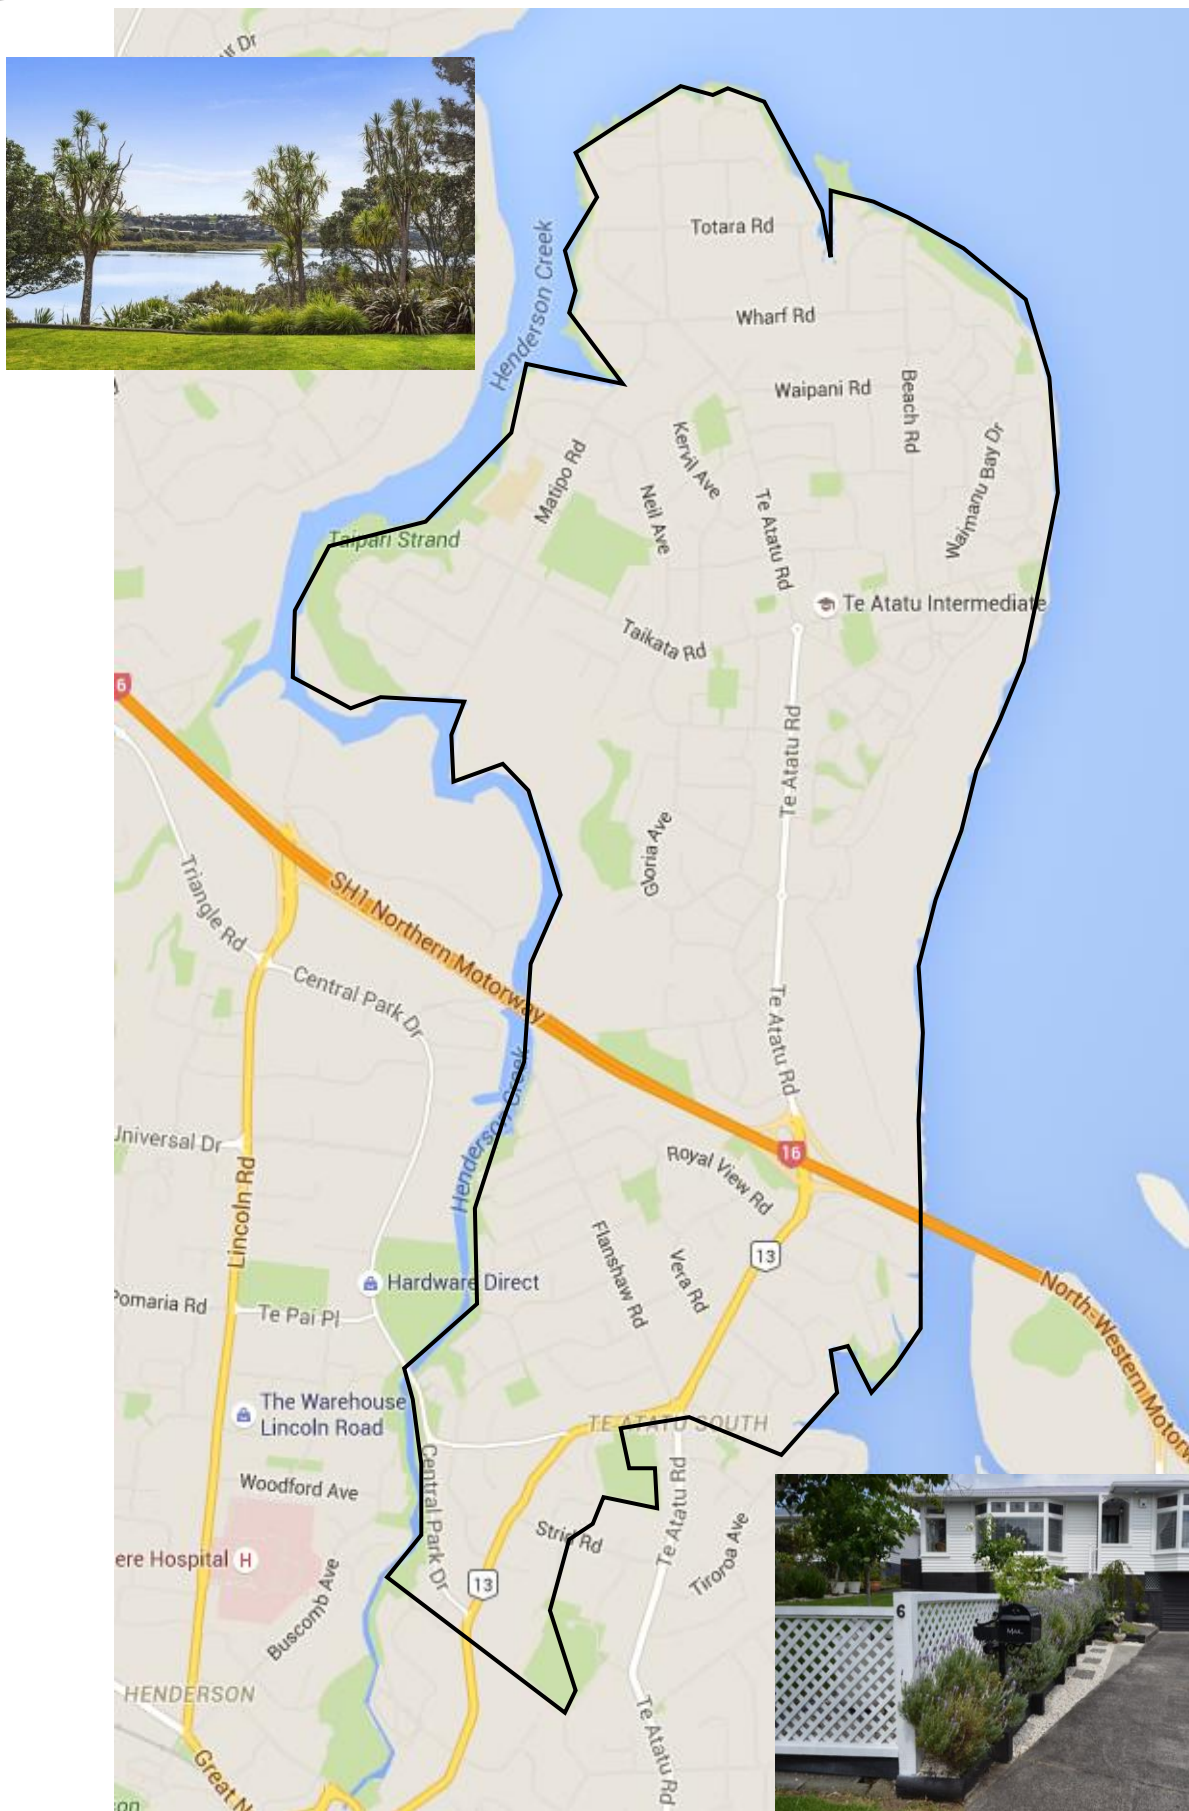 Totara Rd
Henderson Creek
Wharf Rd
Waipani Rd
Beach Rd
Kervil Ave
Matipo Rd
Waimanu Bay Dr
Neil Ave
Te Atatu Rd
Taipari Strand
Te Atatu Intermediate
Taikata Rd
6
Te Atatu Rd
Gloria Ave
Triangle Rd
SH1 Northern Motorway
Central Park Dr
Te Atatu Rd
Henderson Creek
Universal Dr
16
Royal View Rd
Lincoln Rd
Flanshaw Rd
Vera Rd
13
Hardware Direct
Pomaria Rd
Te Pai Pl
North-Western Motorw
The Warehouse
Lincoln Road
TE ATATU SOUTH
Central Park Dr
Woodford Ave
Te Atatu Rd
Strid Rd
Tiroroa Ave
ere Hospital
H
13
Buscomb Ave
6
MAIL
HENDERSON
Te Atatu Rd
Great N